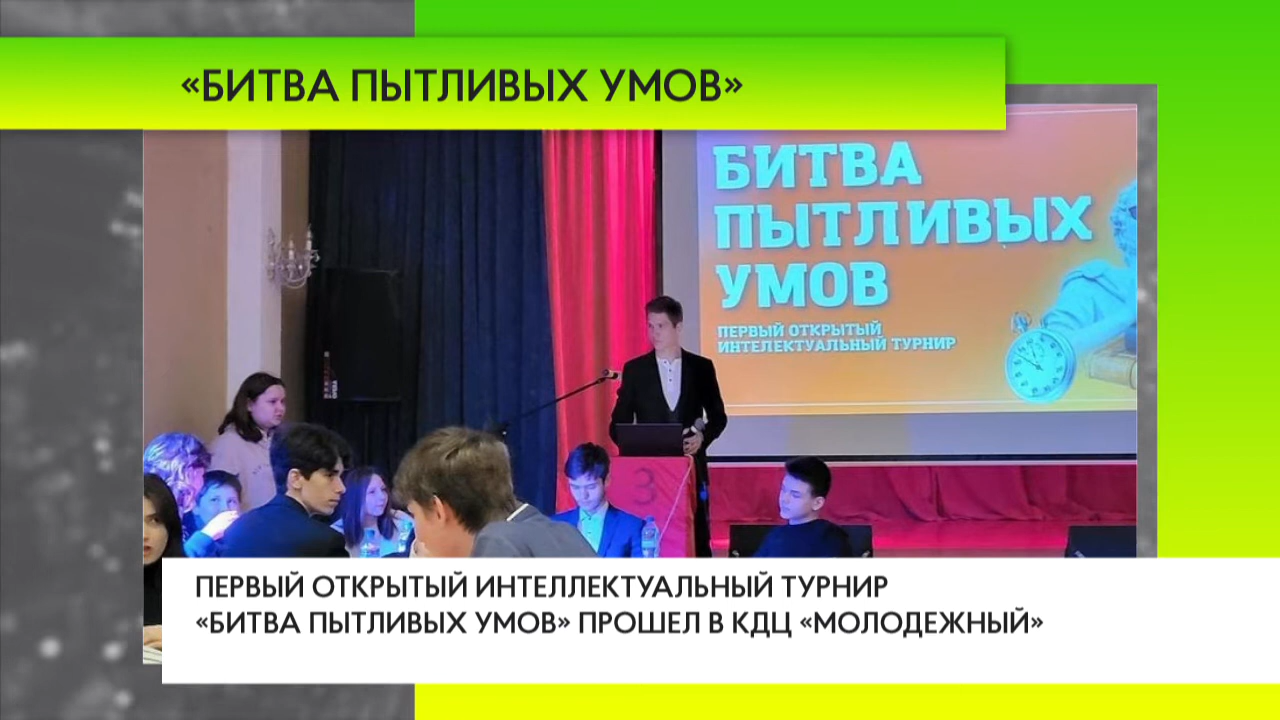 «БИТВА ПЫТЛИВЫХ УМОВ»
БИТВА
ПЫТЛИВЫХ
УМОВ
ПЕРВЫЙ ОТКРЫТЫЙ
ИНТЕЛЕКТУАЛЬНЫЙ ТУРНИР
3
ПЕРВЫЙ ОТКРЫТЫЙ ИНТЕЛЛЕКТУАЛЬНЫЙ ТУРНИР
«БИТВА ПЫТЛИВЫХ УМОВ» ПРОШЕЛ В КДЦ «МОЛОДЕЖНЫЙ»